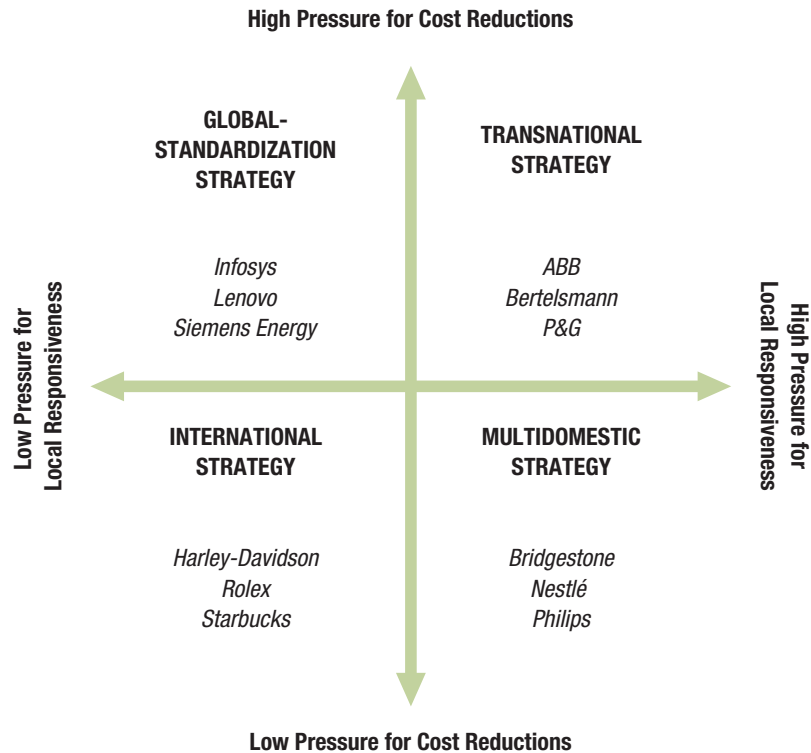 High Pressure for Cost Reductions
GLOBAL-
STANDARDIZATION
STRATEGY
TRANSNATIONAL
STRATEGY
Infosys
Lenovo
Siemens Energy
ABB
Bertelsmann
P&G
Low Pressure for
Local Responsiveness
High Pressure for
Local Responsiveness
INTERNATIONAL
STRATEGY
MULTIDOMESTIC
STRATEGY
Harley-Davidson
Rolex
Starbucks
Bridgestone
Nestlé
Philips
Low Pressure for Cost Reductions